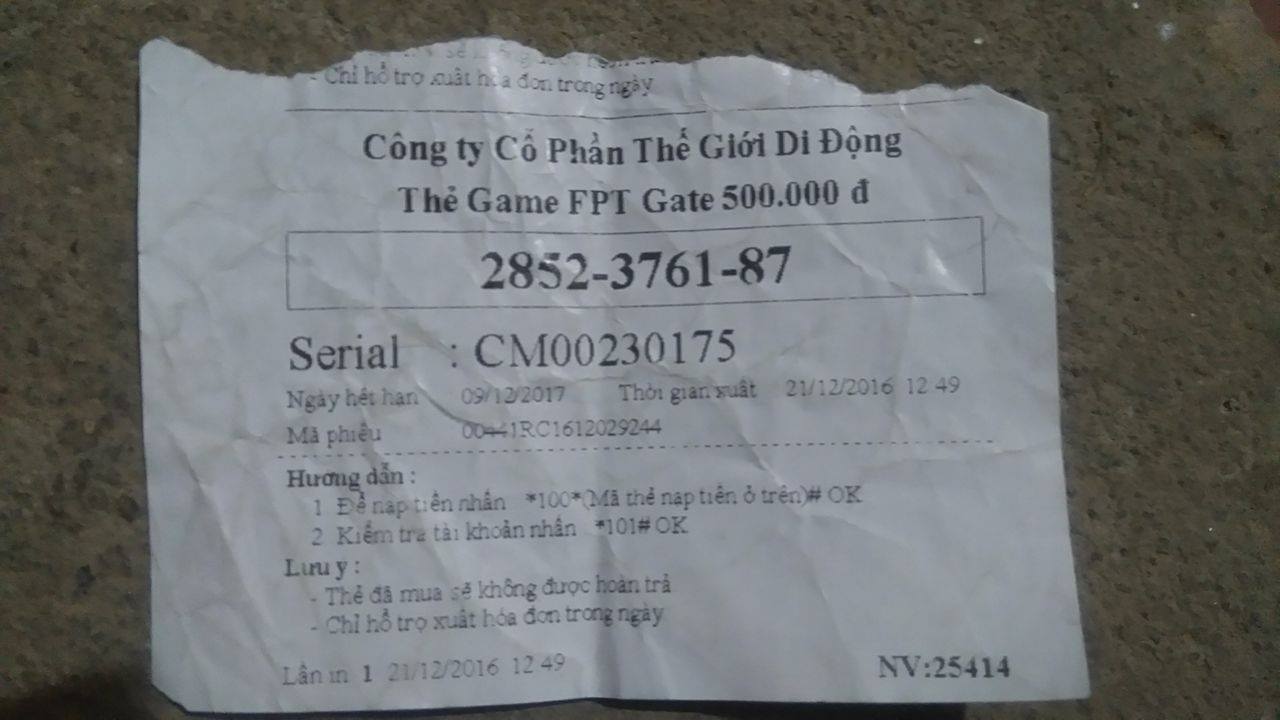 - Chỉ hỗ trợ xuất hóa đơn trong ngày
Công ty Cổ Phần Thế Giới Di Động
Thẻ Game FPT Gate 500.000 đ
2852-3761-87
Serial : CM00230175
Ngày hết hạn 09/12/2017 Thời gian xuất 21/12/2016 12 49
Mã phiếu 00441RC1612029244
Hướng dẫn :
1 Để nạp tiền nhấn *100*(Mã thẻ nạp tiền ở trên)# OK
2 Kiểm tra tài khoản nhấn *101# OK
Lưu ý :
- Thẻ đã mua sẽ không được hoàn trả
- Chỉ hỗ trợ xuất hóa đơn trong ngày
Lần in 1 21/12/2016 12 49
NV:25414